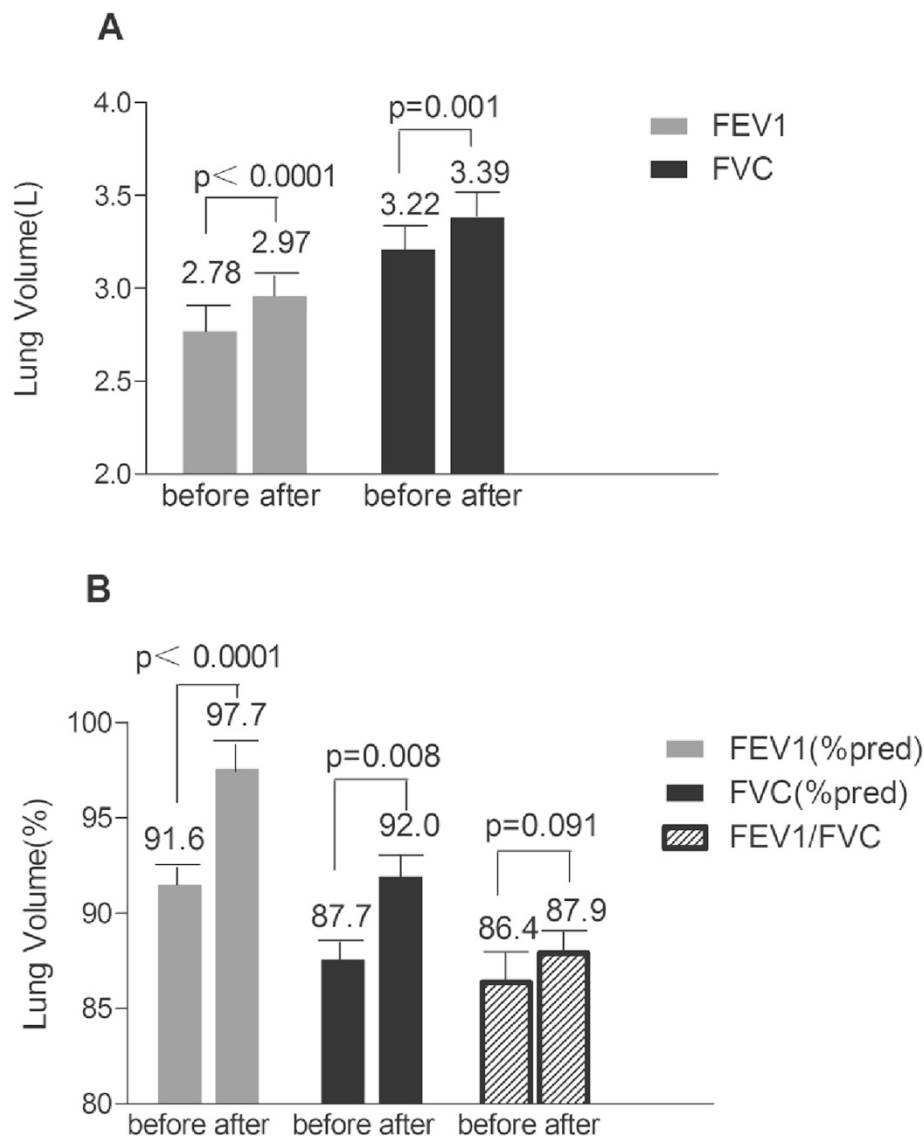 A
4.0
3.5
3.0
2.5
2.0
Lung Volume(L)
p< 0.0001
2.78
2.97
p=0.001
3.22
3.39
before after
before after
FEV1
FVC
B
100
95
90
85
80
Lung Volume(%)
p< 0.0001
91.6
97.7
p=0.008
87.7
92.0
p=0.091
86.4
87.9
before after
before after
before after
FEV1(%pred)
FVC(%pred)
FEV1/FVC